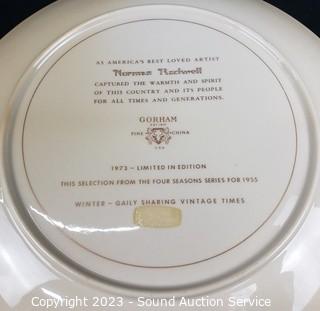 AS AMERICA'S BEST LOVED ARTIST
Norman Rockwell
CAPTURED THE WARMTH AND SPIRIT
OF THIS COUNTRY AND ITS PEOPLE
FOR ALL TIMES AND GENERATIONS.
GORHAM
FINE CHINA
U.S.A.
1973 – LIMITED IN EDITION
THIS SELECTION FROM THE FOUR SEASONS SERIES FOR 1955
WINTER – GAILY SHARING VINTAGE TIMES
Copyright 2023 - Sound Auction Service